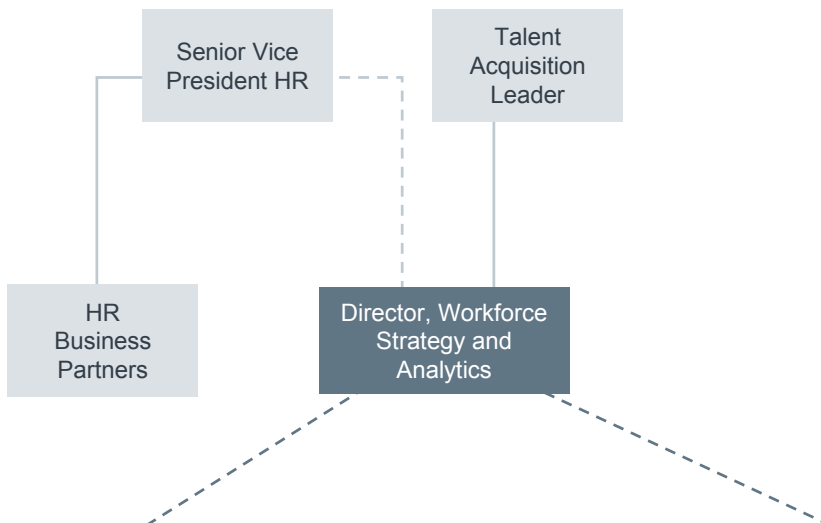 Senior Vice
President HR
Talent
Acquisition
Leader
HR
Business
Partners
Director, Workforce
Strategy and
Analytics